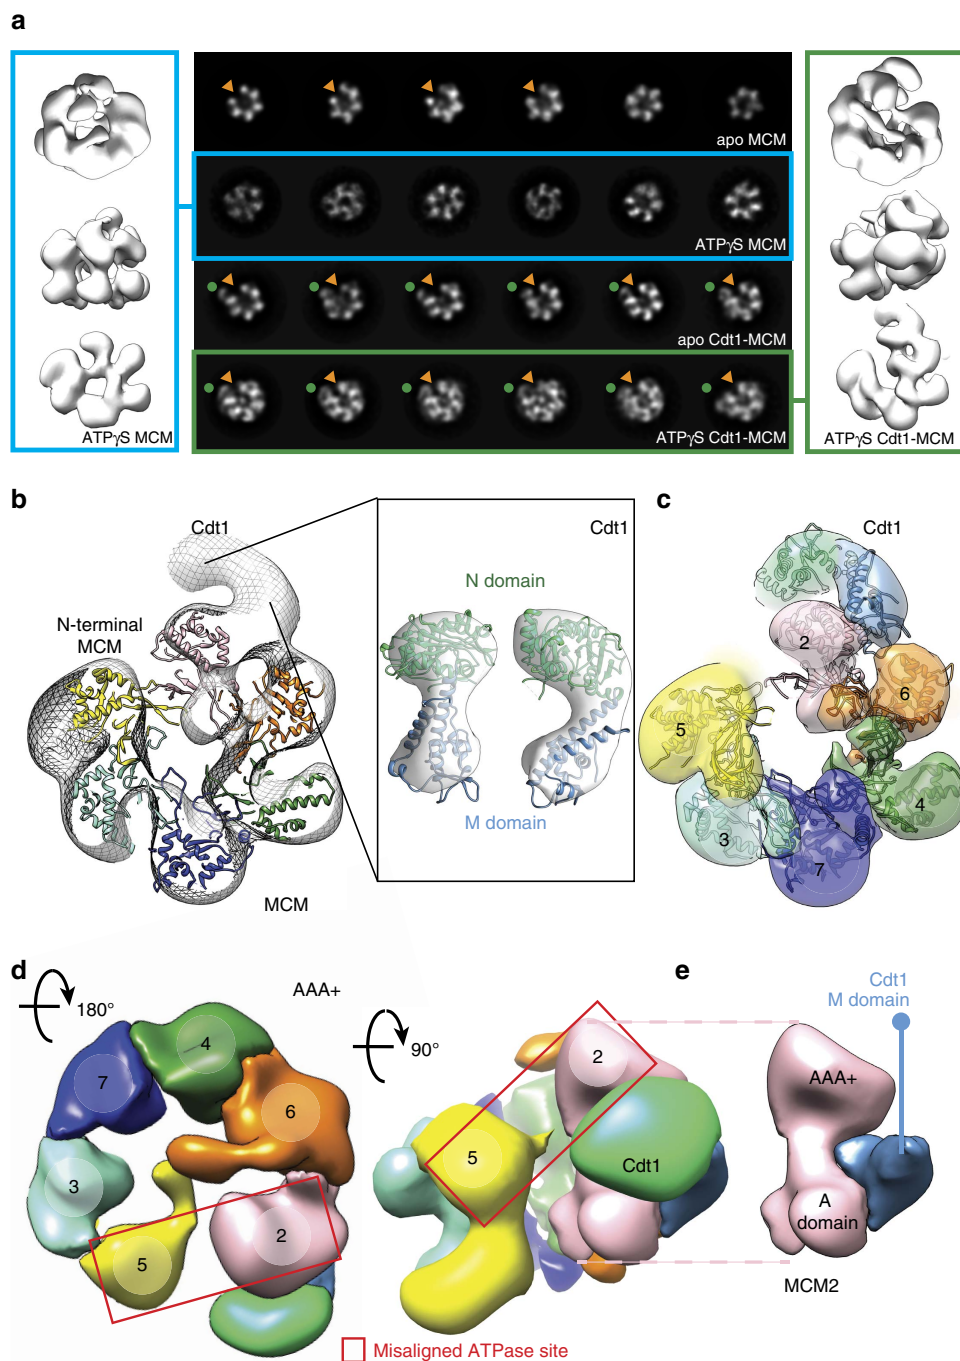 a
apo MCM
ATPγS MCM
apo Cdt1-MCM
ATPγS Cdt1-MCM
ATPγS MCM
ATPγS Cdt1-MCM
b
Cdt1
N-terminal
MCM
MCM
Cdt1
N domain
M domain
c
Cdt1
2
6
5
4
3
7
d
180°
AAA+
4
7
6
3
2
5
90°
2
5
Cdt1
Misaligned ATPase site
e
Cdt1
M domain
AAA+
A
domain
MCM2